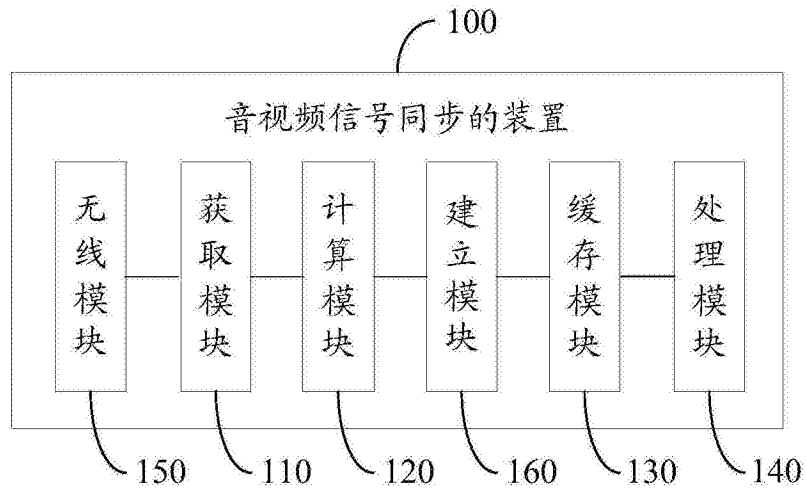 100
音视频信号同步的装置
无线模块
获取模块
计算模块
建立模块
缓存模块
处理模块
150
110
120
160
130
140